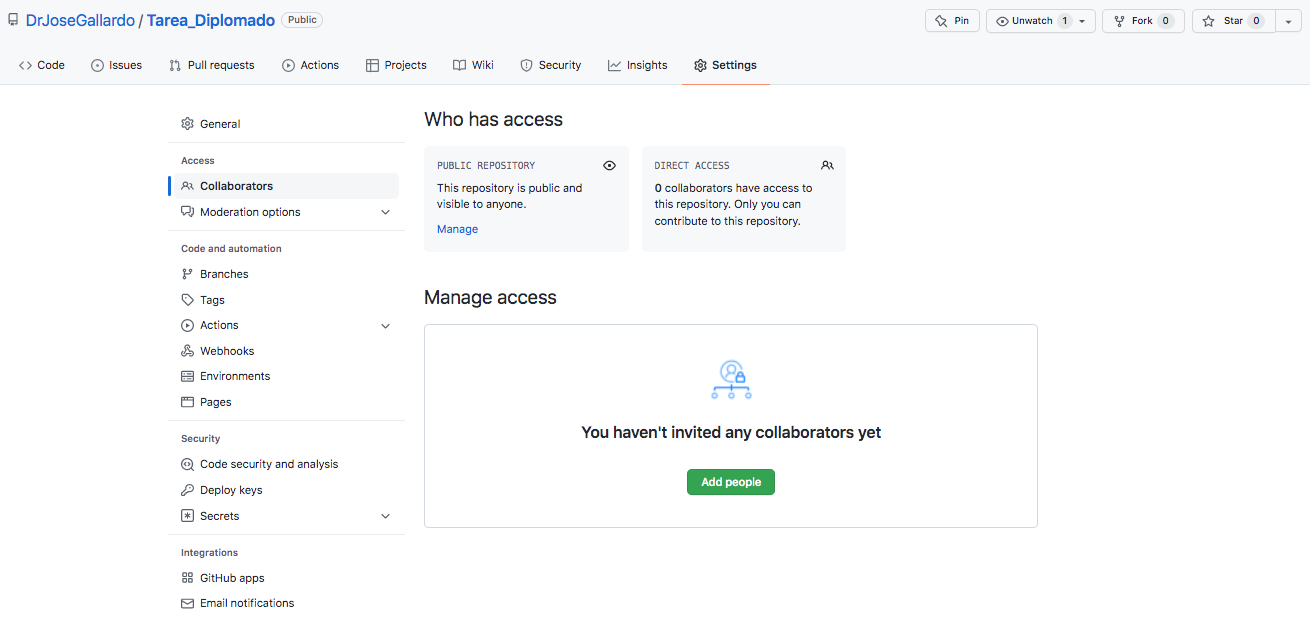 DrJoseGallardo / Tarea_Diplomado Public
Pin
Unwatch 1
Fork 0
Star 0
Code
Issues
Pull requests
Actions
Projects
Wiki
Security
Insights
Settings
General
Access
Collaborators
Moderation options
Code and automation
Branches
Tags
Actions
Webhooks
Environments
Pages
Security
Code security and analysis
Deploy keys
Secrets
Integrations
GitHub apps
Email notifications
Who has access
PUBLIC REPOSITORY
This repository is public and
visible to anyone.
Manage
DIRECT ACCESS
0 collaborators have access to
this repository. Only you can
contribute to this repository.
Manage access
You haven't invited any collaborators yet
Add people